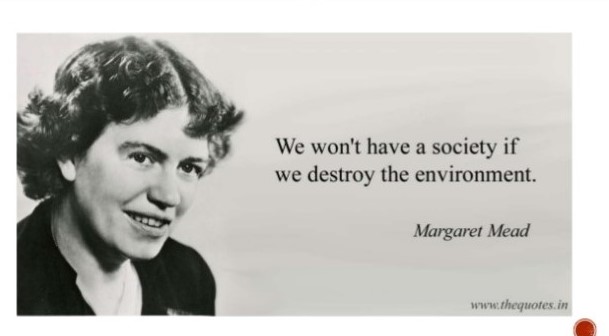 We won't have a society if
we destroy the environment.
Margaret Mead
www.thequotes.in